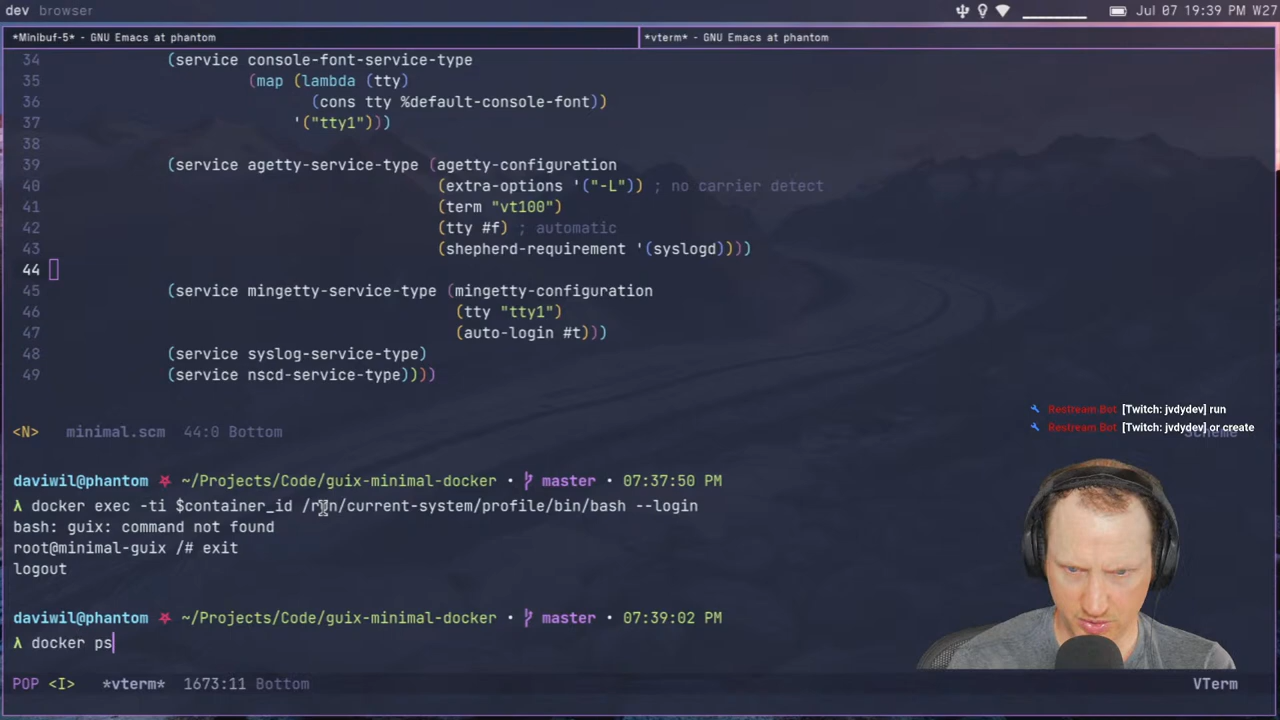 dev browser
Jul 07 19:39 PM W27
*Minibuf-5* - GNU Emacs at phantom
*vterm* - GNU Emacs at phantom
34 (service console-font-service-type
35 (map (lambda (tty)
36 (cons tty %default-console-font))
37 '("tty1")))
38
39 (service agetty-service-type (agetty-configuration
40 (extra-options '("-L")) ; no carrier detect
41 (term "vt100")
42 (tty #f) ; automatic
43 (shepherd-requirement '(syslogd))))
44
45 (service mingetty-service-type (mingetty-configuration
46 (tty "tty1")
47 (auto-login #t)))
48 (service syslog-service-type)
49 (service nscd-service-type))))
Restream Bot [Twitch: jvdydev] run
Restream Bot [Twitch: jvdydev] or create
<N> minimal.scm 44:0 Bottom Scheme
daviwil@phantom ~/Projects/Code/guix-minimal-docker • master • 07:37:50 PM
λ docker exec -ti $container_id /run/current-system/profile/bin/bash --login
bash: guix: command not found
root@minimal-guix /# exit
logout
daviwil@phantom ~/Projects/Code/guix-minimal-docker • master • 07:39:02 PM
λ docker ps
POP <I> *vterm* 1673:11 Bottom VTerm